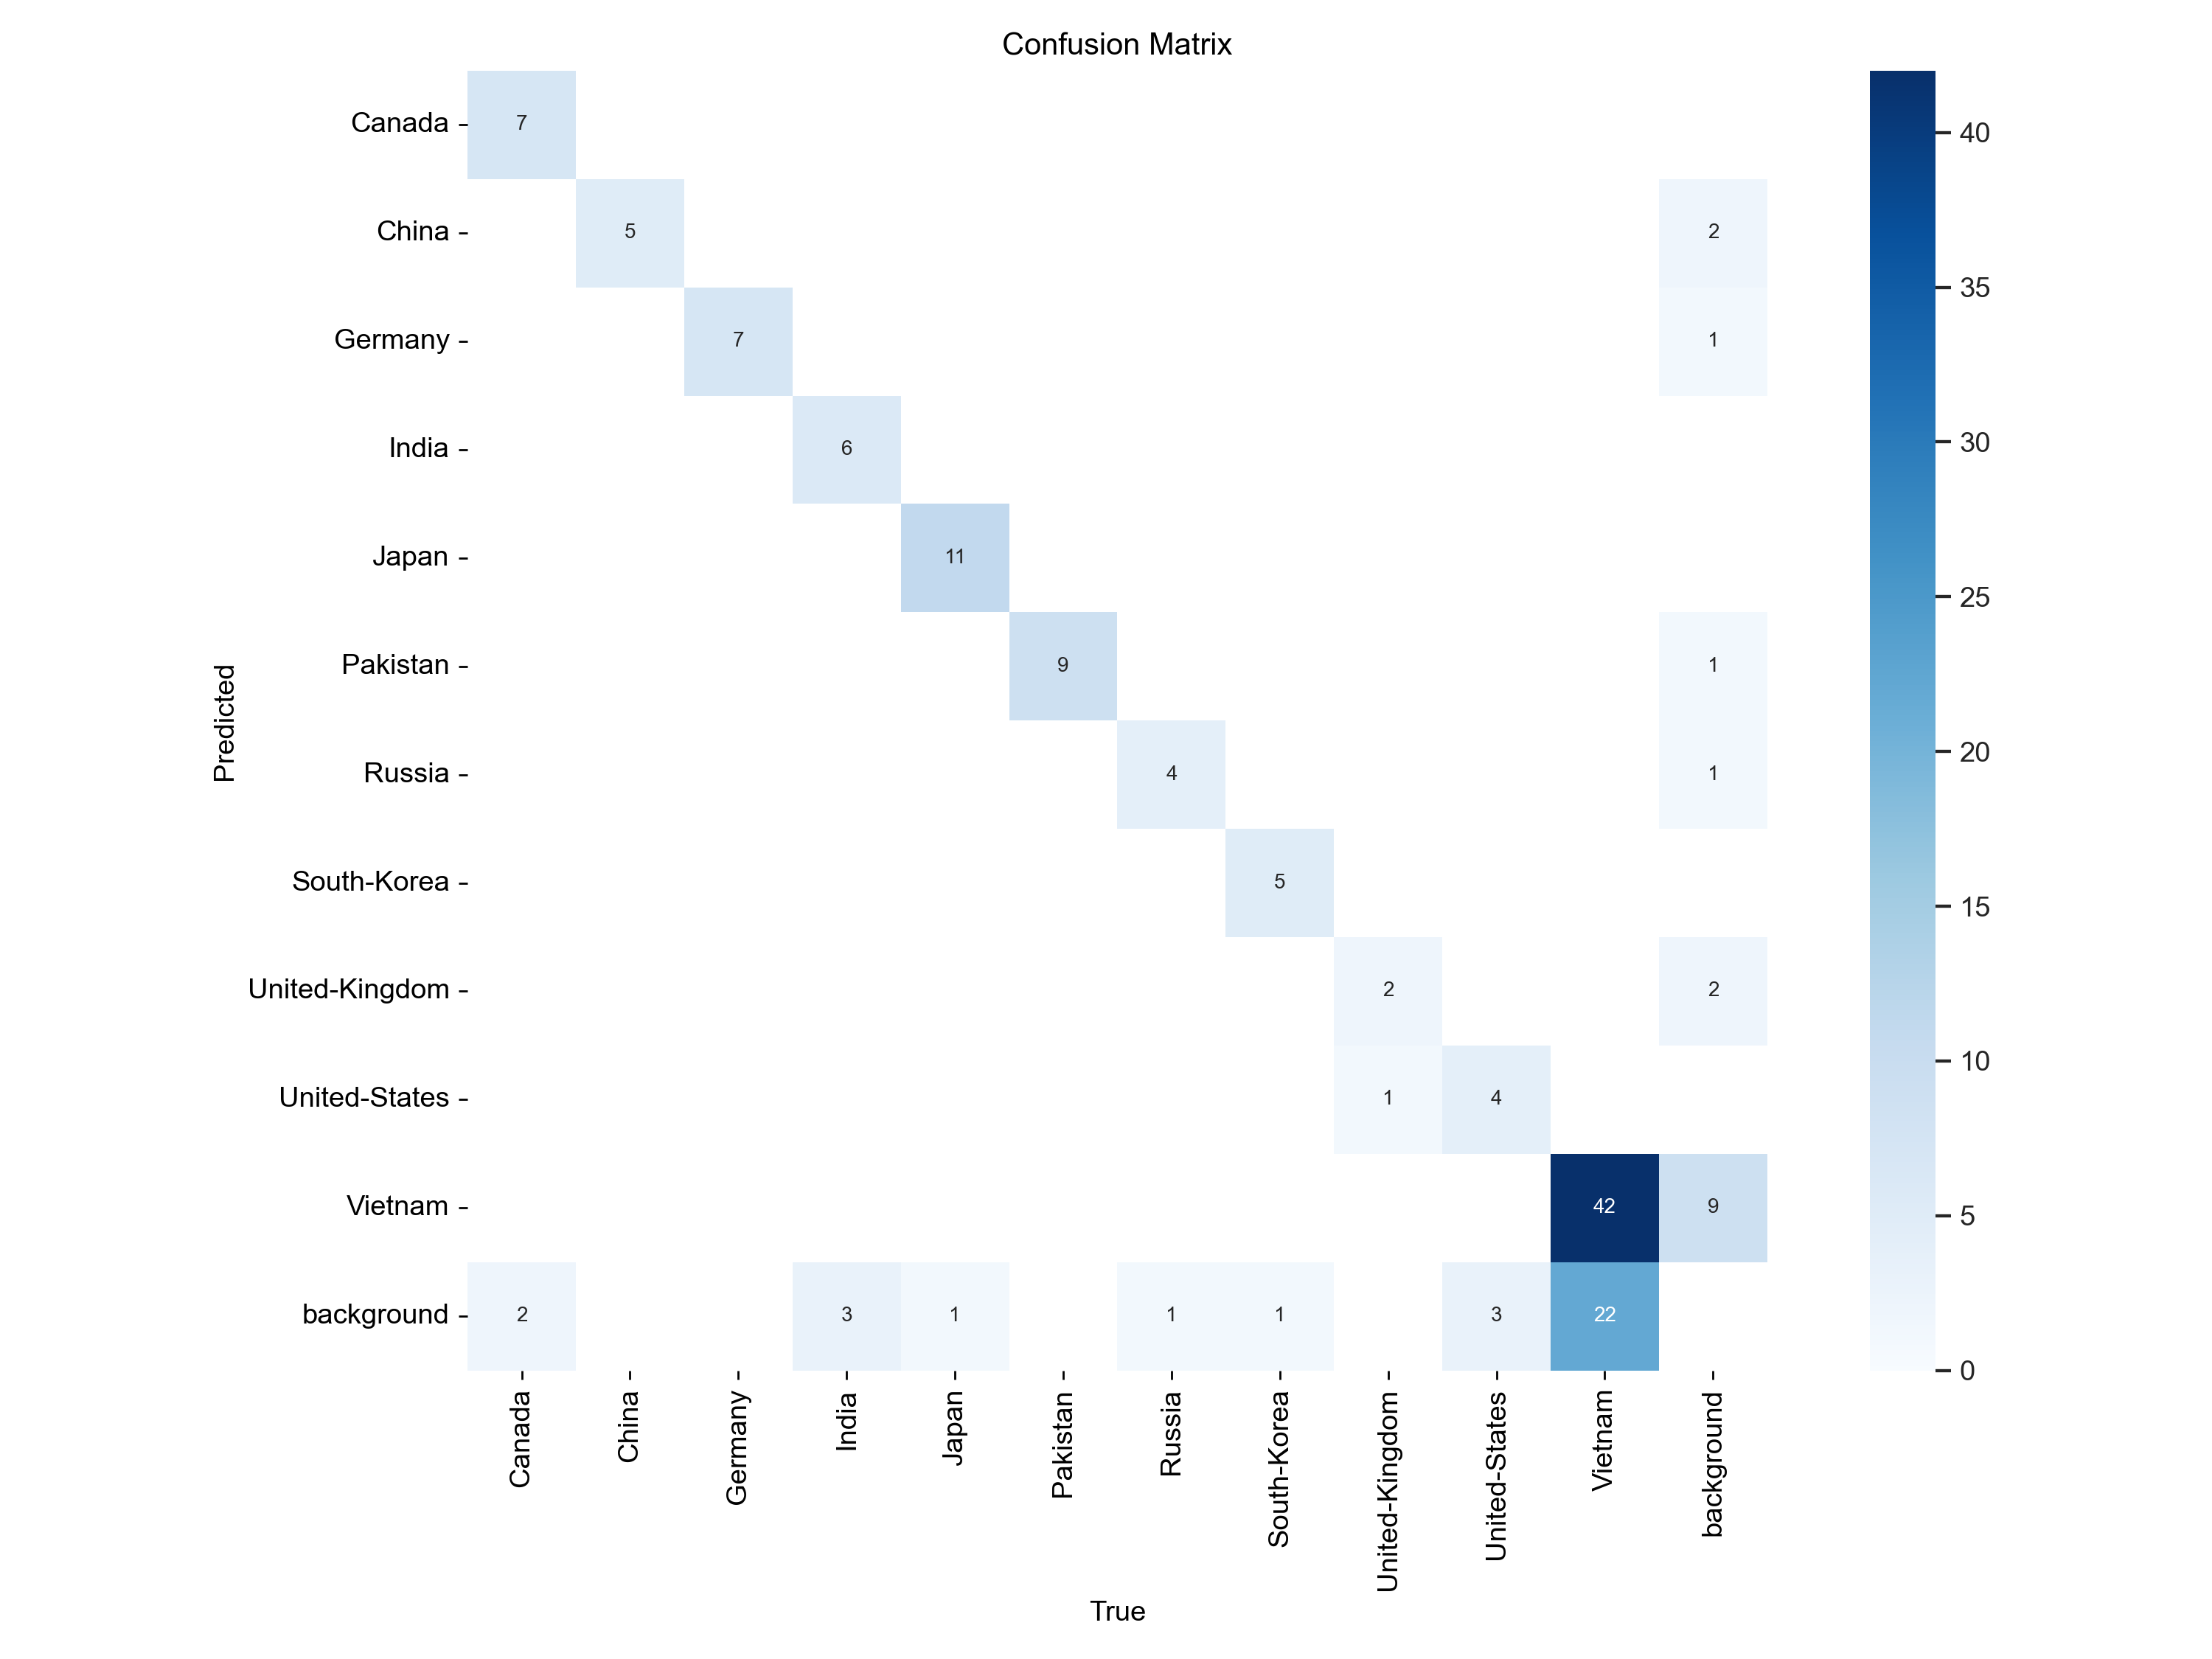 Confusion Matrix
Canada
7
China
5
2
Germany
7
1
India
6
Japan
11
Pakistan
9
1
Russia
4
1
South-Korea
5
United-Kingdom
2
2
United-States
1
4
Vietnam
42
9
background
2
3
1
1
1
3
22
Predicted
Canada
China
Germany
India
Japan
Pakistan
Russia
South-Korea
United-Kingdom
United-States
Vietnam
background
True
40
35
30
25
20
15
10
5
0